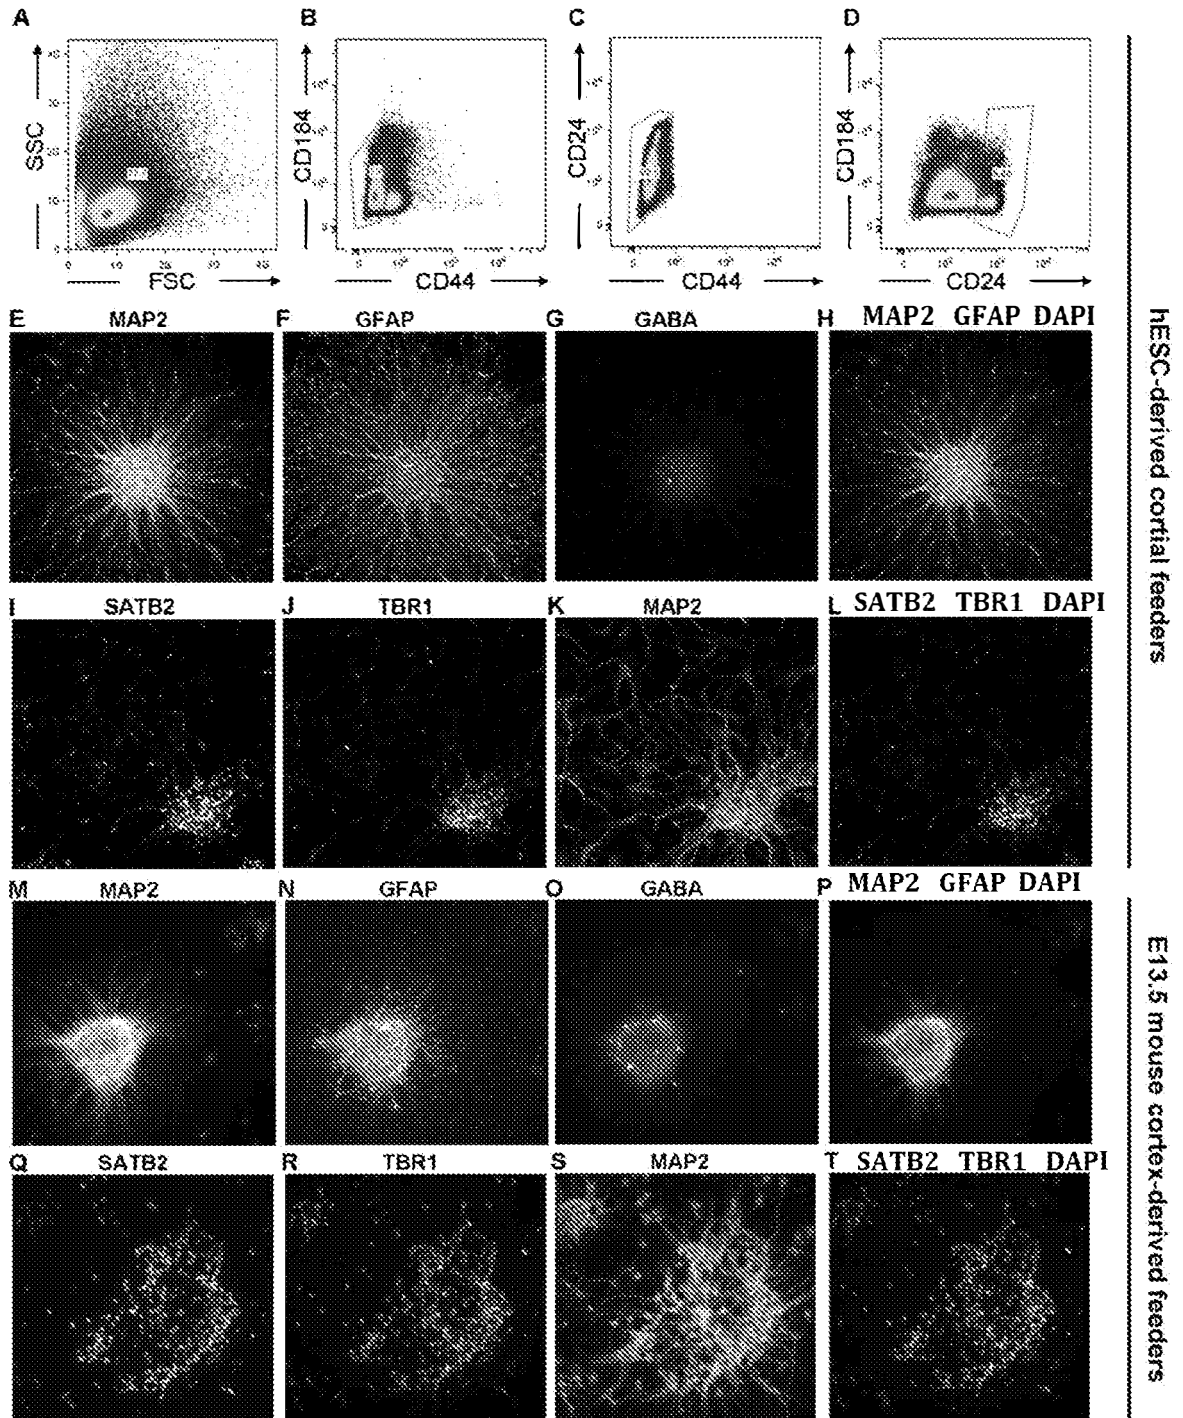 A B C D
SSC CD184 CD24 CD184
FSC CD44 CD44 CD24
E MAP2 F GFAP G GABA H MAP2 GFAP DAPI
I SATB2 J TBR1 K MAP2 L SATB2 TBR1 DAPI
hESC-derived cortial feeders
M MAP2 N GFAP O GABA P MAP2 GFAP DAPI
Q SATB2 R TBR1 S MAP2 T SATB2 TBR1 DAPI
E13.5 mouse cortex-derived feeders